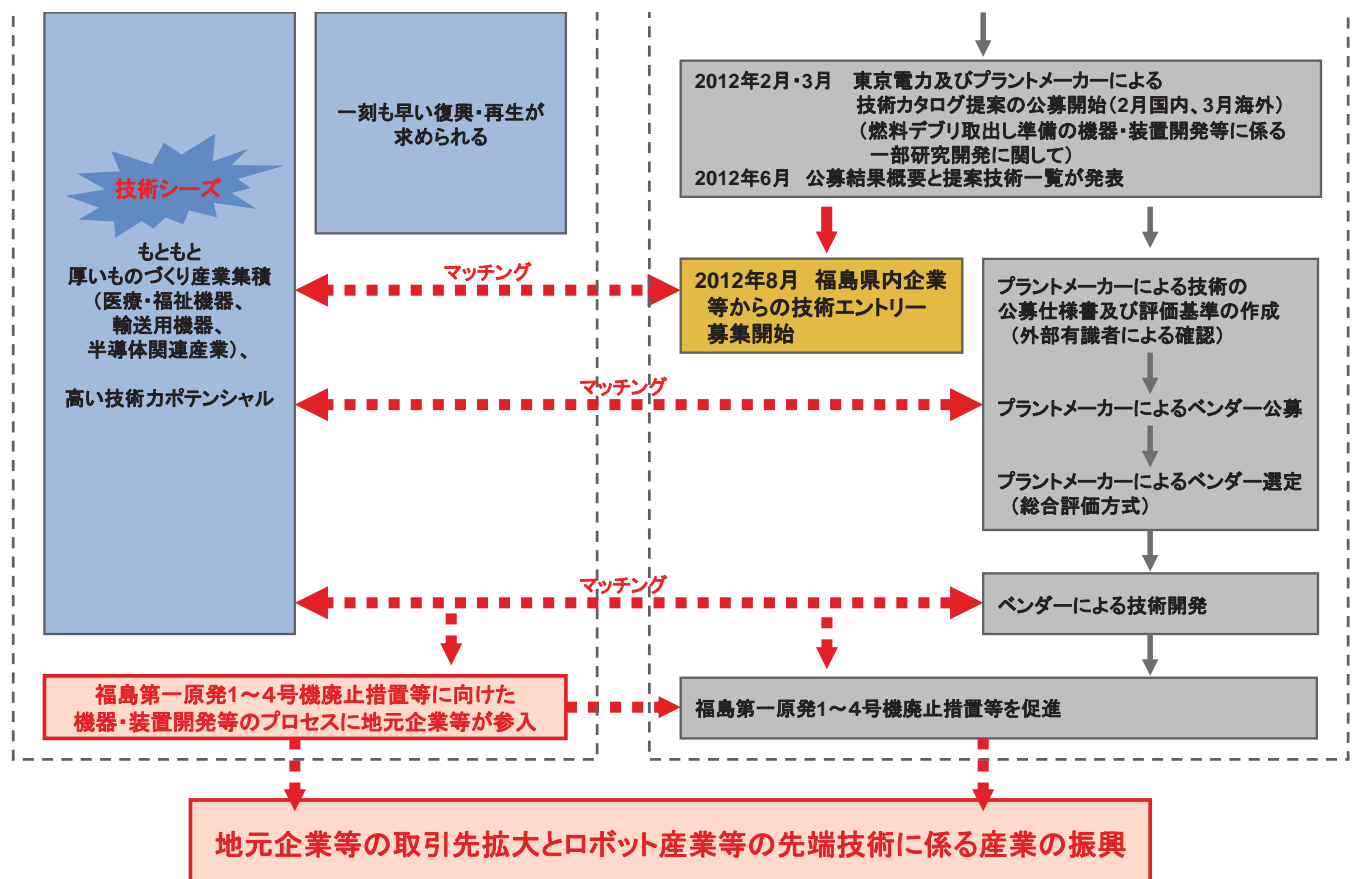 技術シーズ
もともと
厚いものづくり産業集積
（医療・福祉機器、
輸送用機器、
半導体関連産業）、
高い技術力ポテンシャル
一刻も早い復興・再生が
求められる
マッチング
マッチング
マッチング
2012年2月・3月　東京電力及びプラントメーカーによる
技術カタログ提案の公募開始（2月国内、3月海外）
（燃料デブリ取出し準備の機器・装置開発等に係る
一部研究開発に関して）
2012年6月　公募結果概要と提案技術一覧が発表
2012年8月　福島県内企業
等からの技術エントリー
募集開始
プラントメーカーによる技術の
公募仕様書及び評価基準の作成
（外部有識者による確認）
プラントメーカーによるベンダー公募
プラントメーカーによるベンダー選定
（総合評価方式）
ベンダーによる技術開発
福島第一原発1～4号機廃止措置等に向けた
機器・装置開発等のプロセスに地元企業等が参入
福島第一原発1～4号機廃止措置等を促進
地元企業等の取引先拡大とロボット産業等の先端技術に係る産業の振興